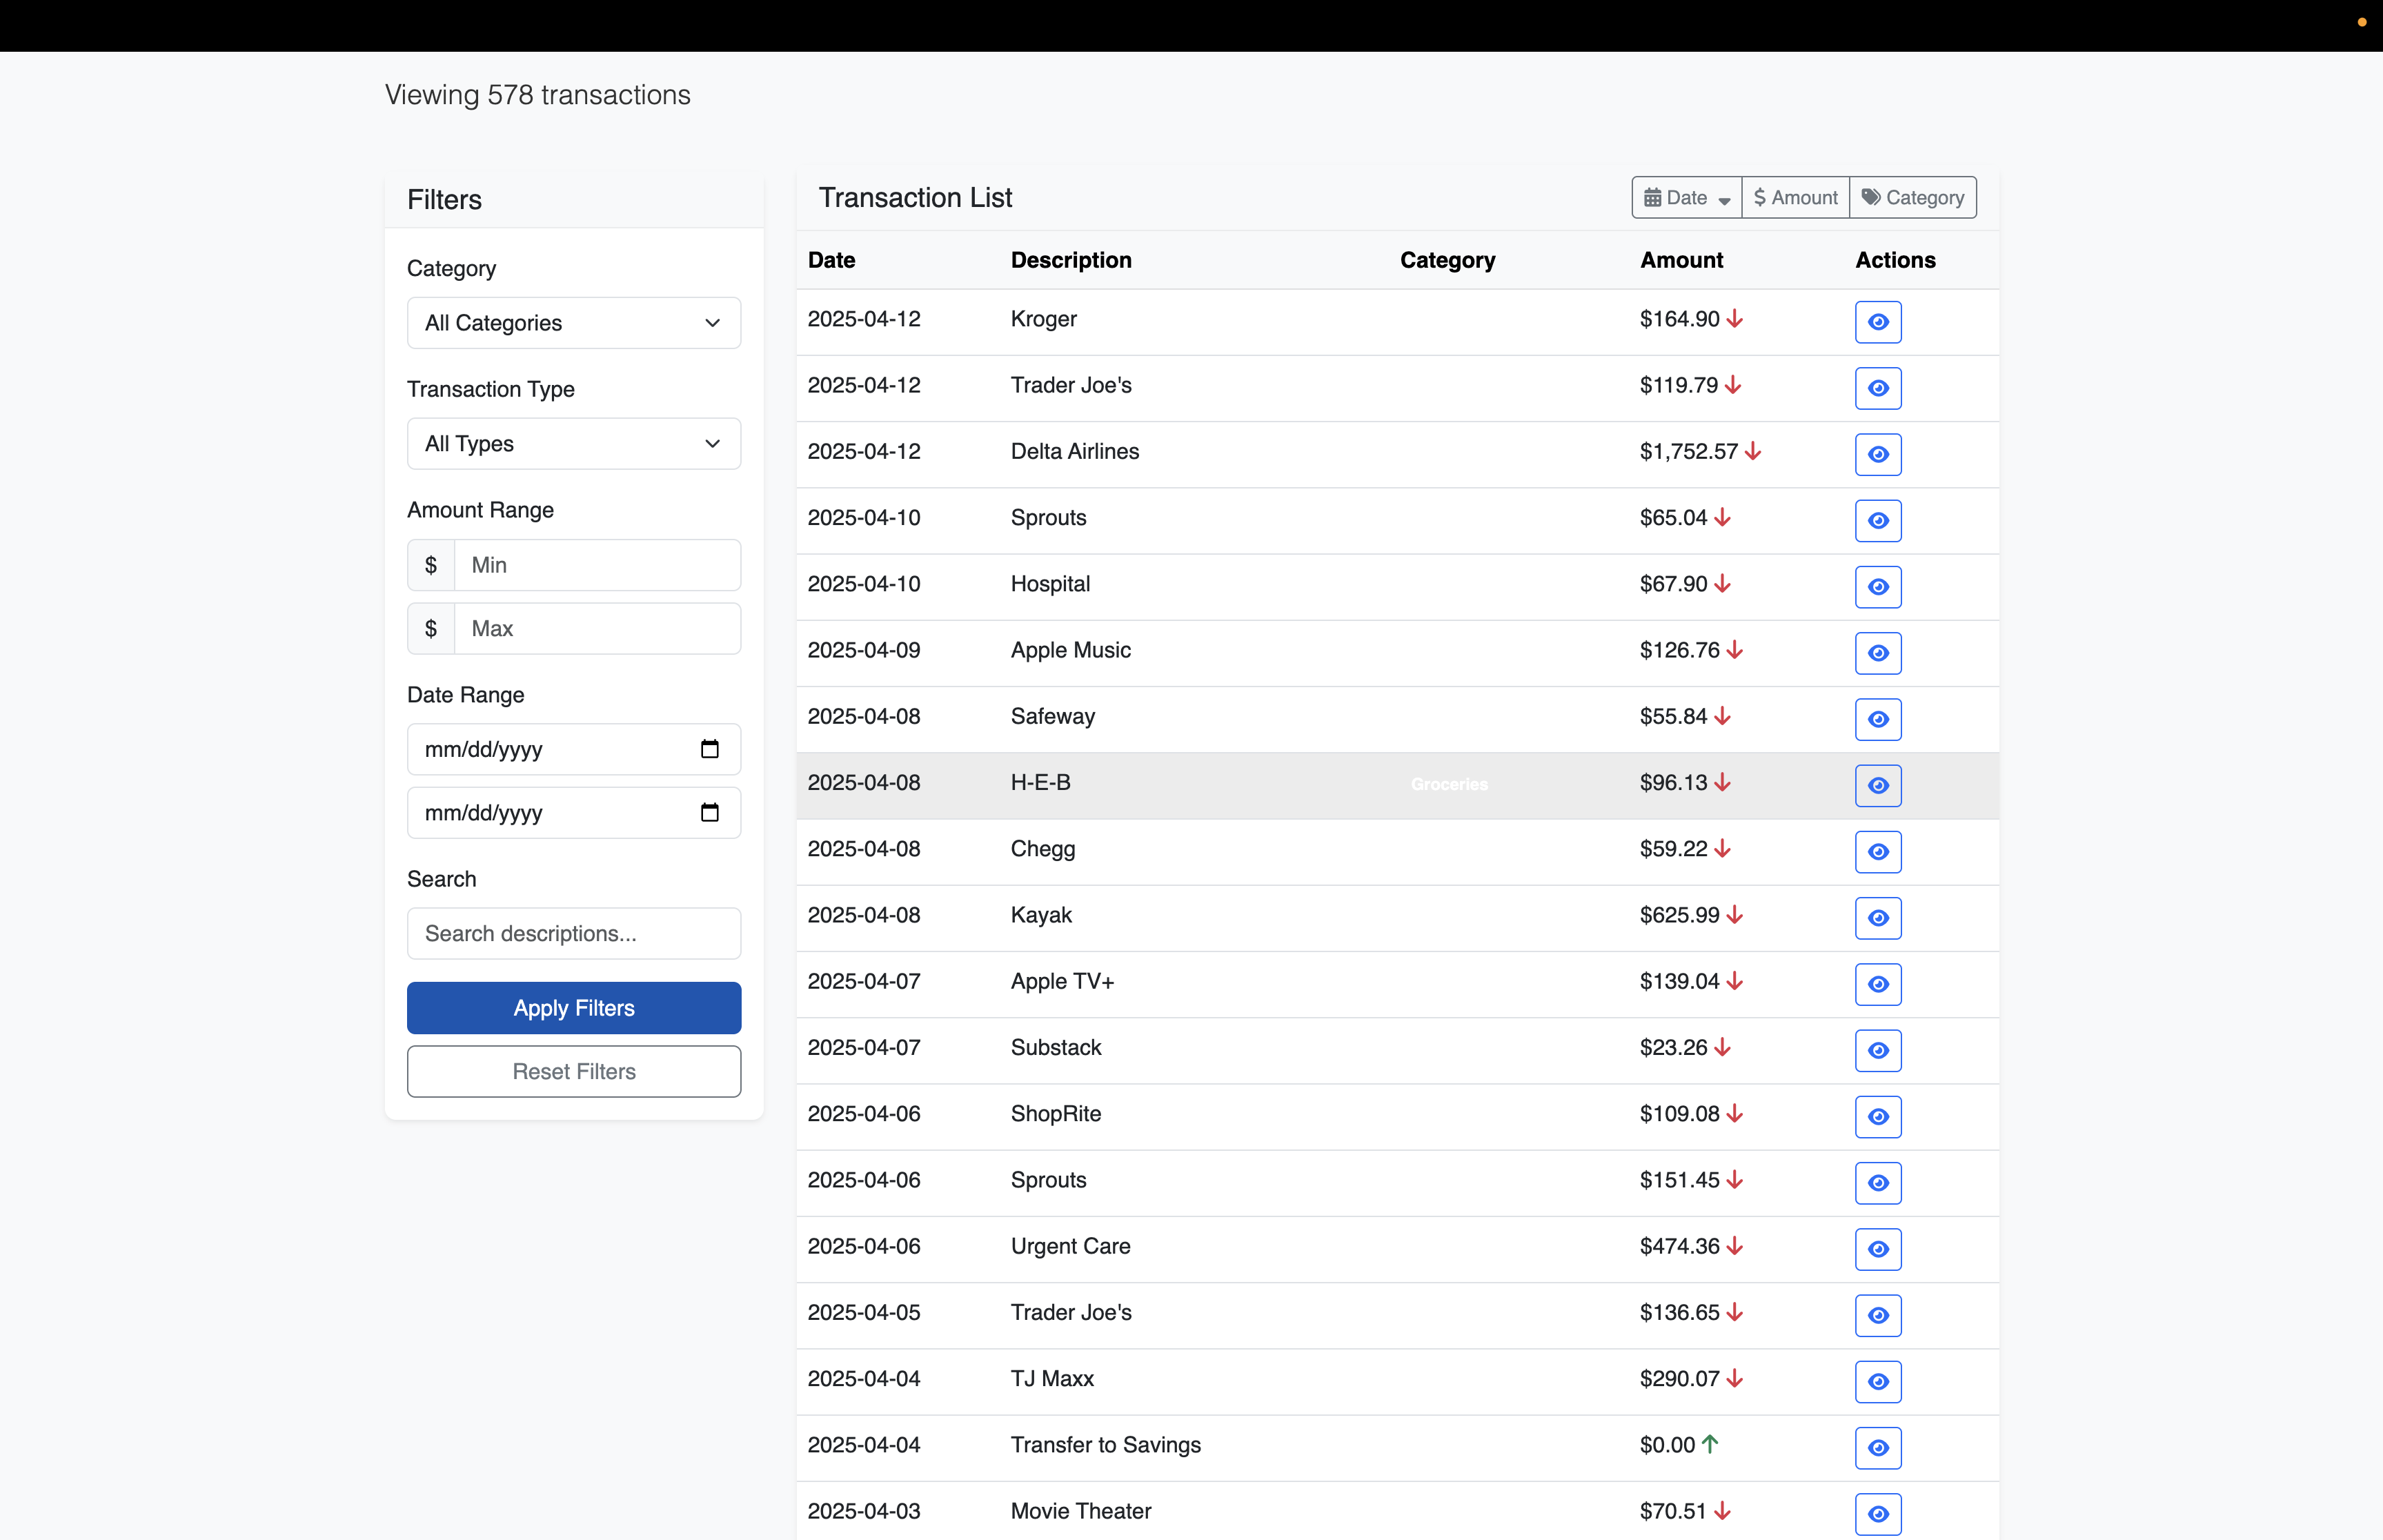 Viewing 578 transactions
Filters
Category
All Categories
Transaction Type
All Types
Amount Range
$ Min
$ Max
Date Range
mm/dd/yyyy
mm/dd/yyyy
Search
Search descriptions...
Apply Filters
Reset Filters
Transaction List
Date $ Amount Category
Date Description Category Amount Actions
2025-04-12 Kroger $164.90
2025-04-12 Trader Joe's $119.79
2025-04-12 Delta Airlines $1,752.57
2025-04-10 Sprouts $65.04
2025-04-10 Hospital $67.90
2025-04-09 Apple Music $126.76
2025-04-08 Safeway $55.84
2025-04-08 H-E-B Groceries $96.13
2025-04-08 Chegg $59.22
2025-04-08 Kayak $625.99
2025-04-07 Apple TV+ $139.04
2025-04-07 Substack $23.26
2025-04-06 ShopRite $109.08
2025-04-06 Sprouts $151.45
2025-04-06 Urgent Care $474.36
2025-04-05 Trader Joe's $136.65
2025-04-04 TJ Maxx $290.07
2025-04-04 Transfer to Savings $0.00
2025-04-03 Movie Theater $70.51